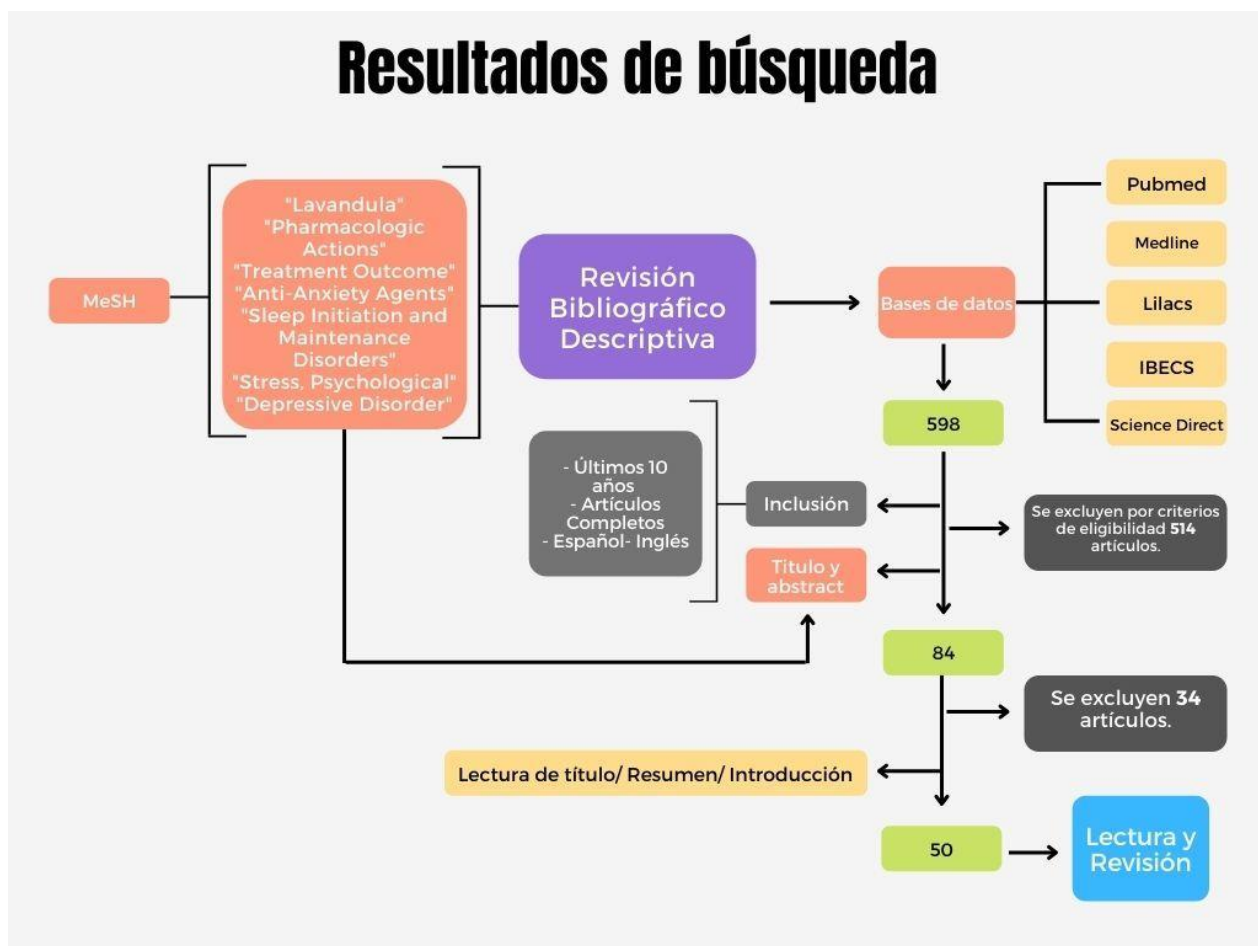 Resultados de búsqueda
MeSH
"Lavandula"
"Pharmacologic
Actions"
"Treatment Outcome"
"Anti-Anxiety Agents"
"Sleep Initiation and
Maintenance
Disorders"
"Stress, Psychological"
"Depressive Disorder"
Revisión
Bibliográfico
Descriptiva
Bases de datos
Pubmed
Medline
Lilacs
IBECS
Science Direct
598
- Últimos 10
años
- Artículos
Completos
- Español- Inglés
Inclusión
Se excluyen por criterios
de eligibilidad 514
artículos.
Titulo y
abstract
84
Se excluyen 34
artículos.
Lectura de título/ Resumen/ Introducción
50
Lectura y
Revisión